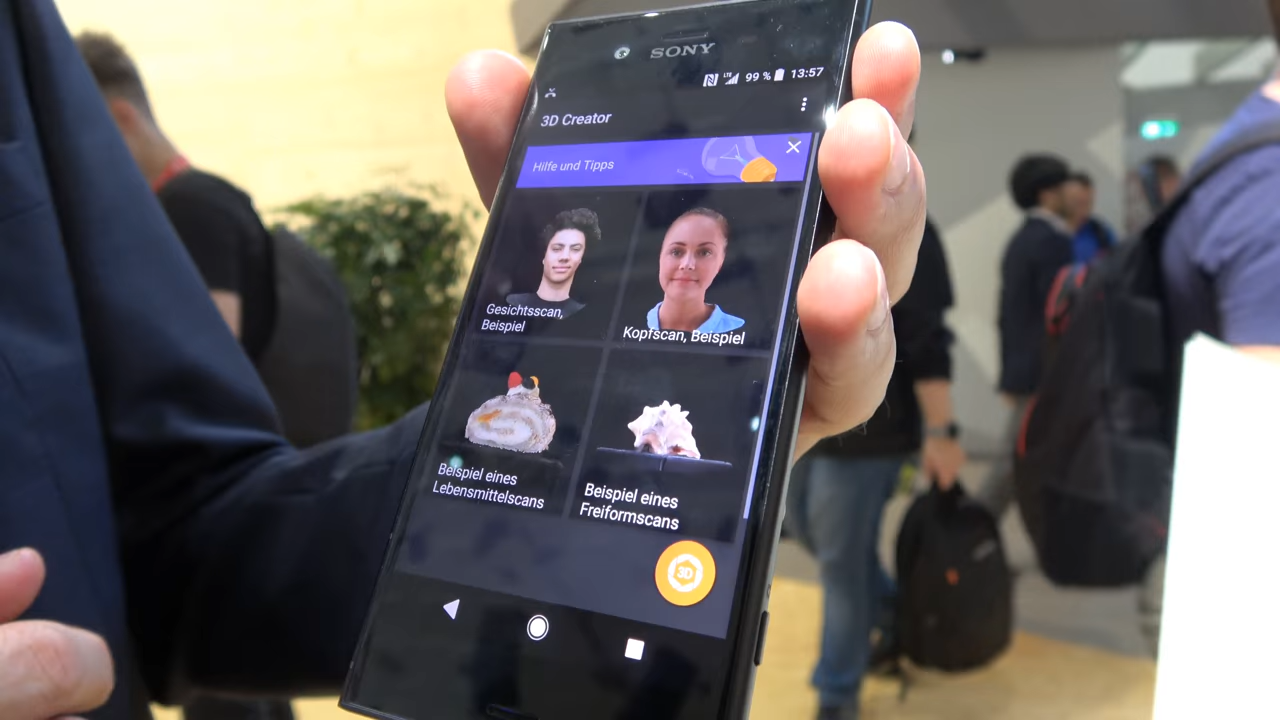 SONY
LTE 99 % 13:57
3D Creator
Hilfe und Tipps
Gesichtsscan,
Beispiel
Kopfscan, Beispiel
Beispiel eines
Lebensmittelscans
Beispiel eines
Freiformscans
3D